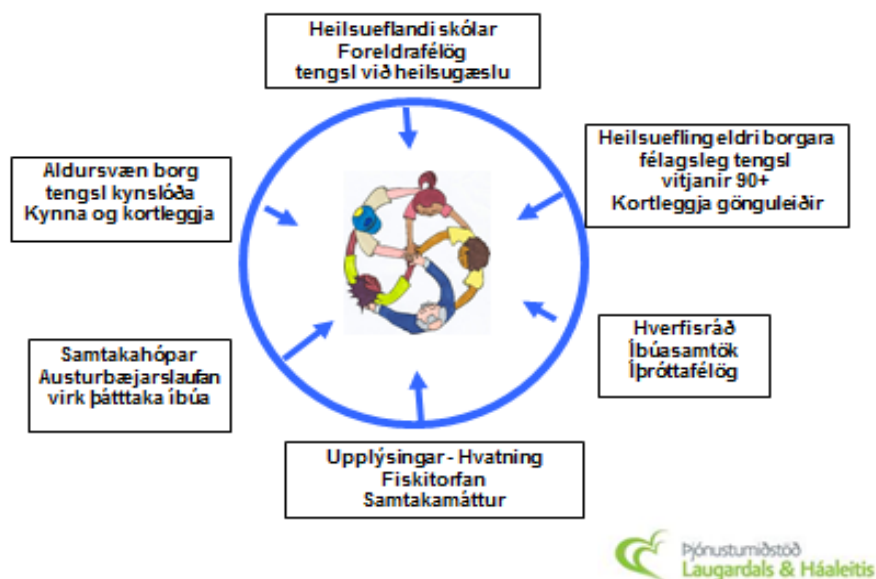 Heilsueflandi skólar
Foreldrafélög
tengsl við heilsugæslu
Heilsuefling eldri borgara
félagsleg tengsl
vitjanir 90+
Kortleggja gönguleiðir
Aldursvæn borg
tengsl kynslóða
Kynna og kortleggja
Hverfisráð
Íbúasamtök
Íþróttafélög
Samtakahópar
Austurbæjarslaufan
virk þátttaka íbúa
Upplýsingar - Hvatning
Fiskitorfan
Samtakamáttur
Þjónustumiðstöð
Laugardals & Háaleitis